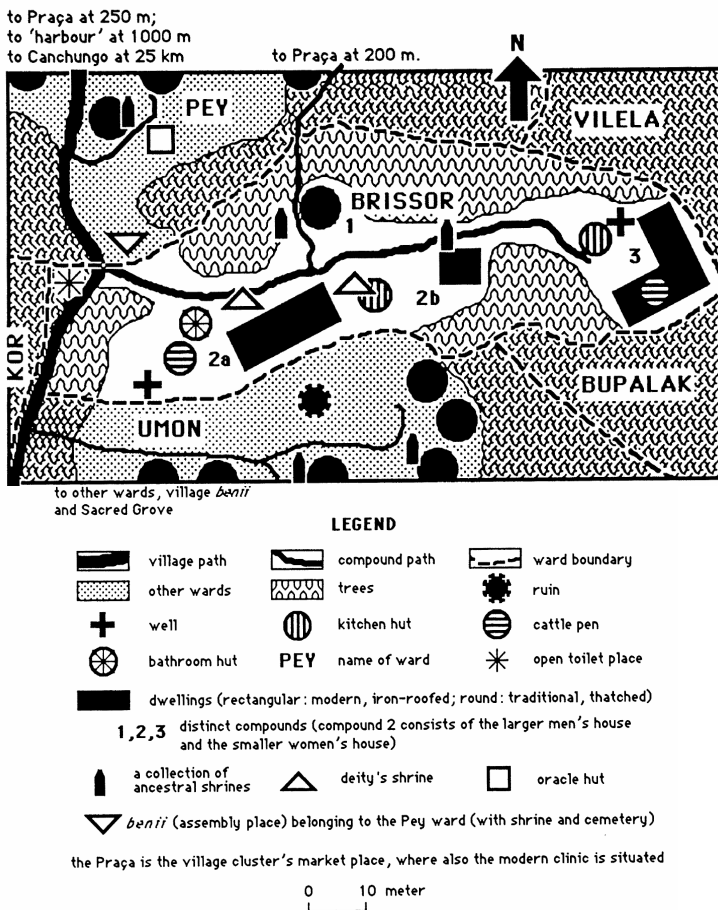 to Praça at 250 m;
to 'harbour' at 1000 m
to Canchungo at 25 km
to Praça at 200 m.
N
PEY
VILELA
BRISSOR
1
3
2b
KOR
2a
BUPALAK
UMON
to other wards, village benii
and Sacred Grove
LEGEND
village path
compound path
ward boundary
other wards
trees
ruin
well
kitchen hut
cattle pen
bathroom hut
PEY name of ward
open toilet place
dwellings (rectangular: modern, iron-roofed; round: traditional, thatched)
1,2,3 distinct compounds (compound 2 consists of the larger men's house
and the smaller women's house)
a collection of
ancestral shrines
deity's shrine
oracle hut
benii (assembly place) belonging to the Pey ward (with shrine and cemetery)
the Praça is the village cluster's market place, where also the modern clinic is situated
0 10 meter